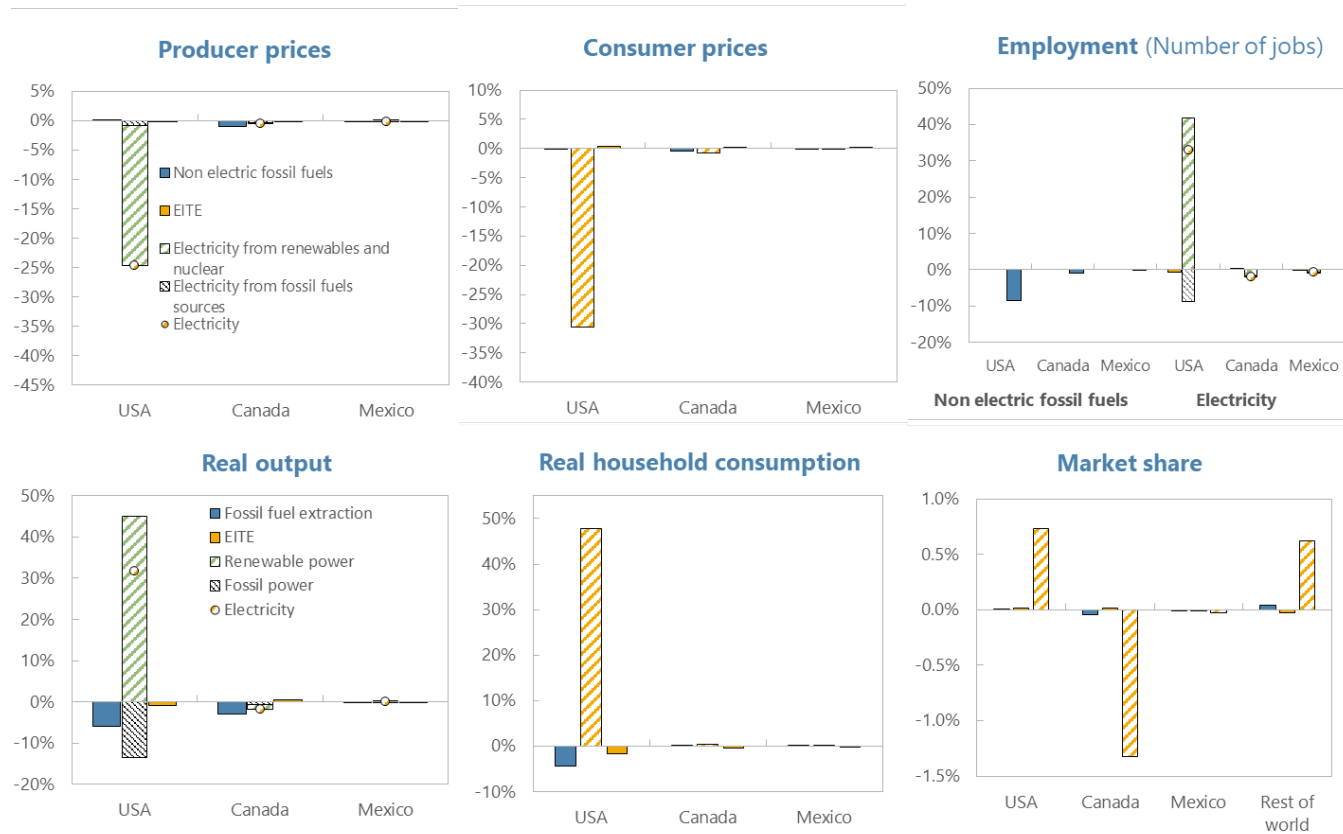 Producer prices
5%
0%
-5%
-10%
-15%
-20%
-25%
-30%
-35%
-40%
-45%
Non electric fossil fuels
EITE
Electricity from renewables and
nuclear
Electricity from fossil fuels
sources
Electricity
USA
Canada
Mexico
Consumer prices
10%
5%
0%
-5%
-10%
-15%
-20%
-25%
-30%
-35%
-40%
USA
Canada
Mexico
Employment (Number of jobs)
50%
40%
30%
20%
10%
0%
-10%
-20%
USA
Canada
Mexico
USA
Canada
Mexico
Non electric fossil fuels
Electricity
Real output
50%
40%
30%
20%
10%
0%
-10%
-20%
Fossil fuel extraction
EITE
Renewable power
Fossil power
Electricity
USA
Canada
Mexico
Real household consumption
50%
40%
30%
20%
10%
0%
-10%
USA
Canada
Mexico
Market share
1.0%
0.5%
0.0%
-0.5%
-1.0%
-1.5%
USA
Canada
Mexico
Rest of
world